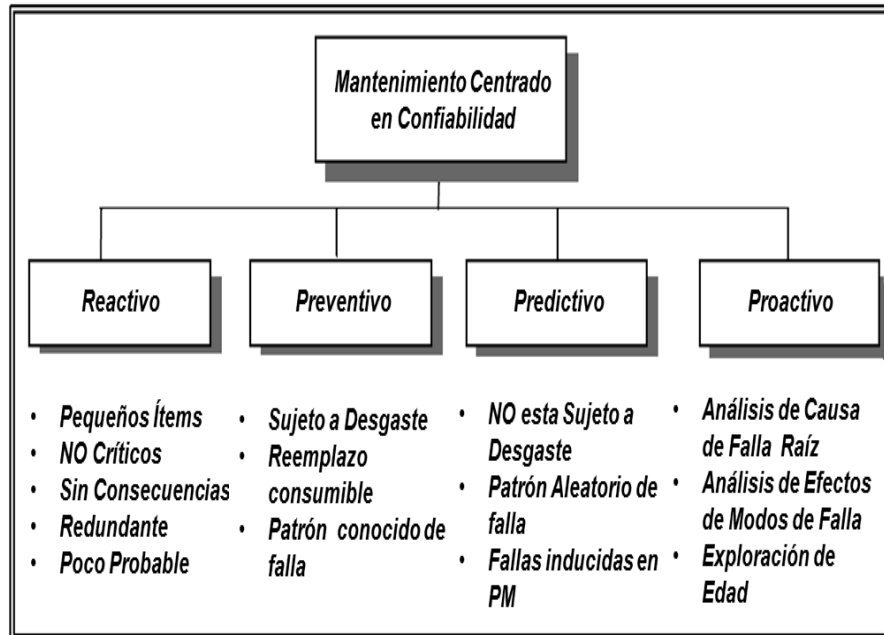 Mantenimiento Centrado
en Confiabilidad
Reactivo
Preventivo
Predictivo
Proactivo
• Pequeños Ítems
• NO Críticos
• Sin Consecuencias
• Redundante
• Poco Probable
• Sujeto a Desgaste
• Reemplazo
consumible
• Patrón conocido de
falla
• NO esta Sujeto a
Desgaste
• Patrón Aleatorio de
falla
• Fallas inducidas en
PM
• Análisis de Causa
de Falla Raíz
• Análisis de Efectos
de Modos de Falla
• Exploración de
Edad